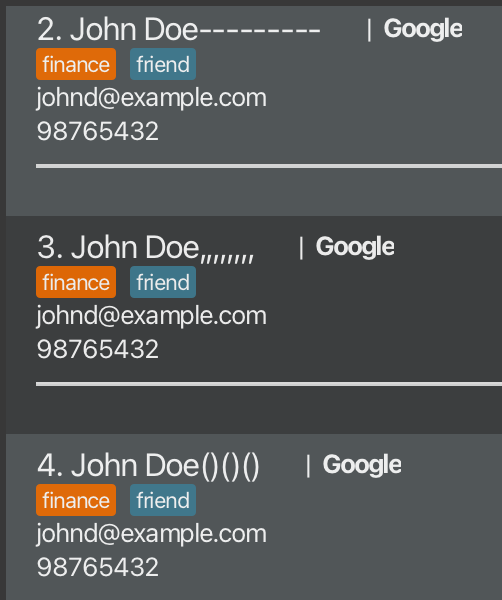 2. John Doe--------- | Google
finance friend
johnd@example.com
98765432
3. John Doe,,,,,,,, | Google
finance friend
johnd@example.com
98765432
4. John Doe()()() | Google
finance friend
johnd@example.com
98765432